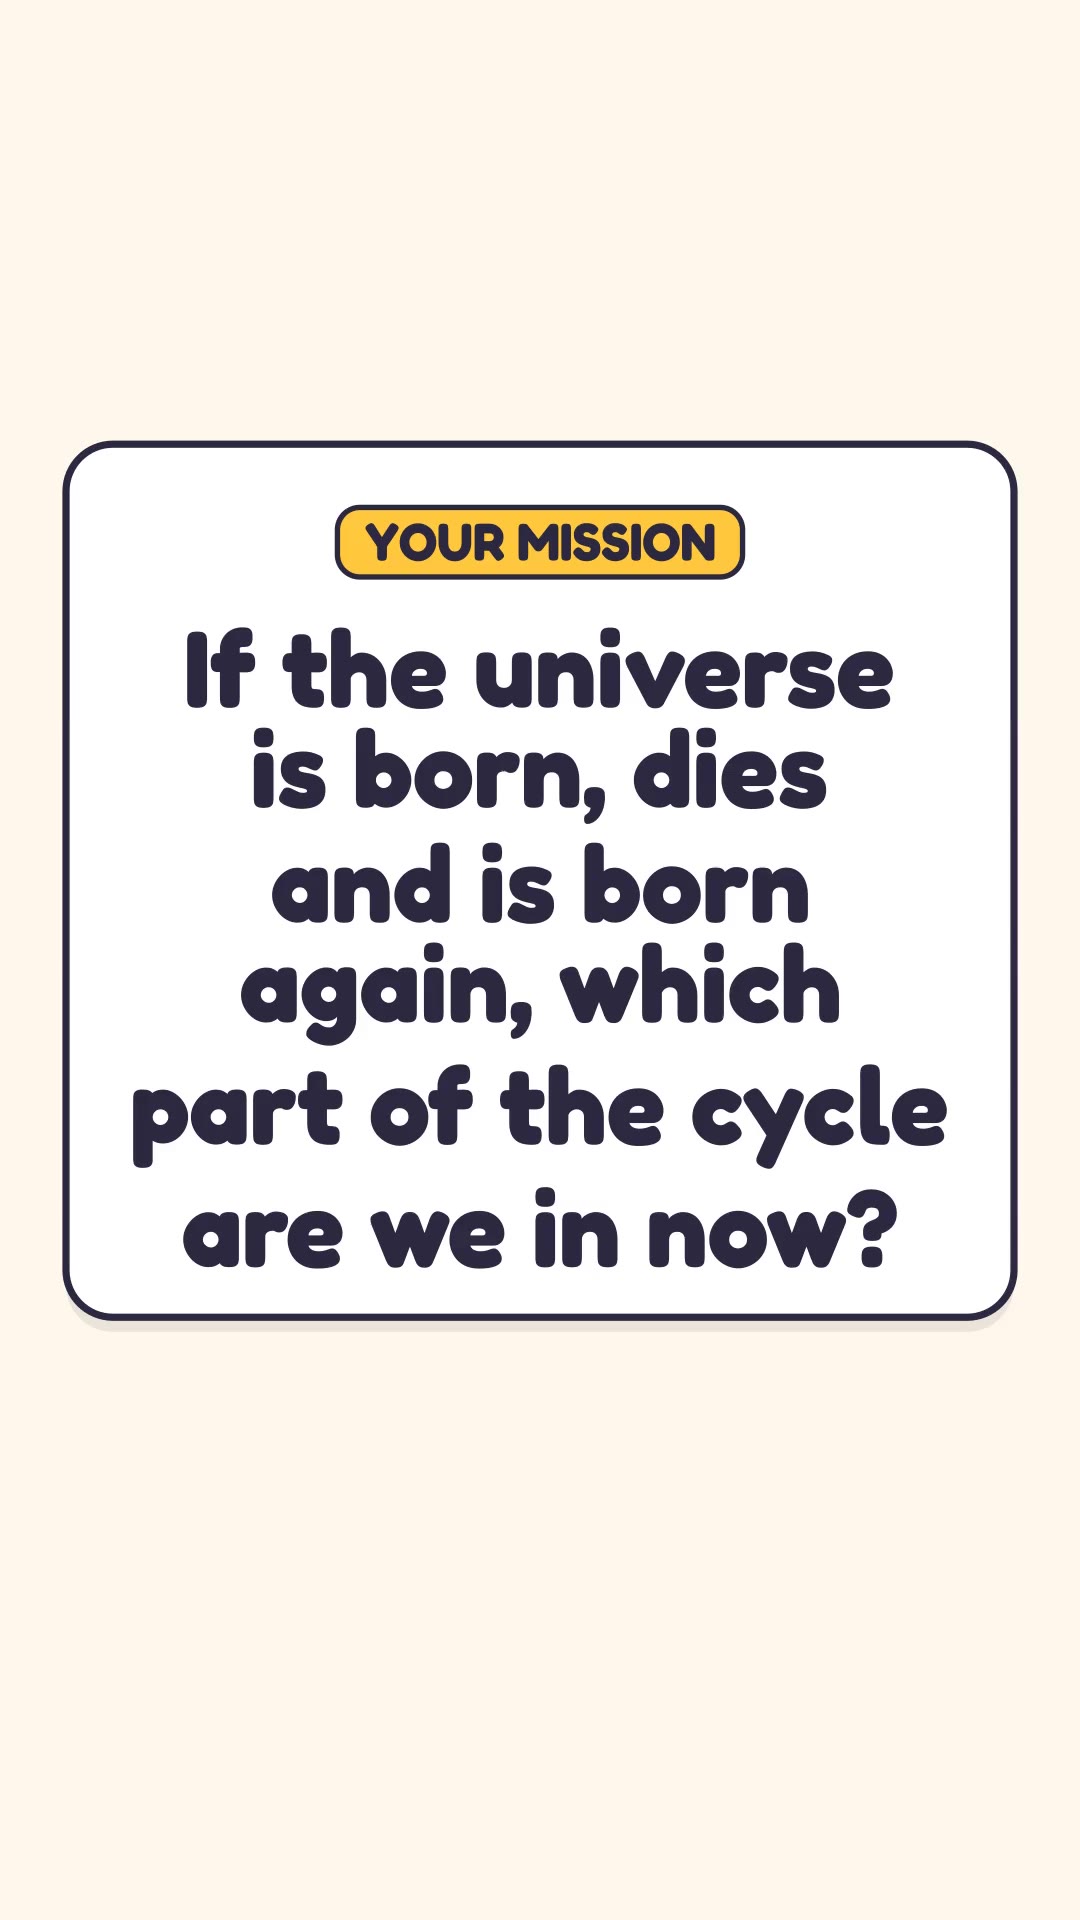 YOUR MISSION
If the universe
is born, dies
and is born
again, which
part of the cycle
are we in now?